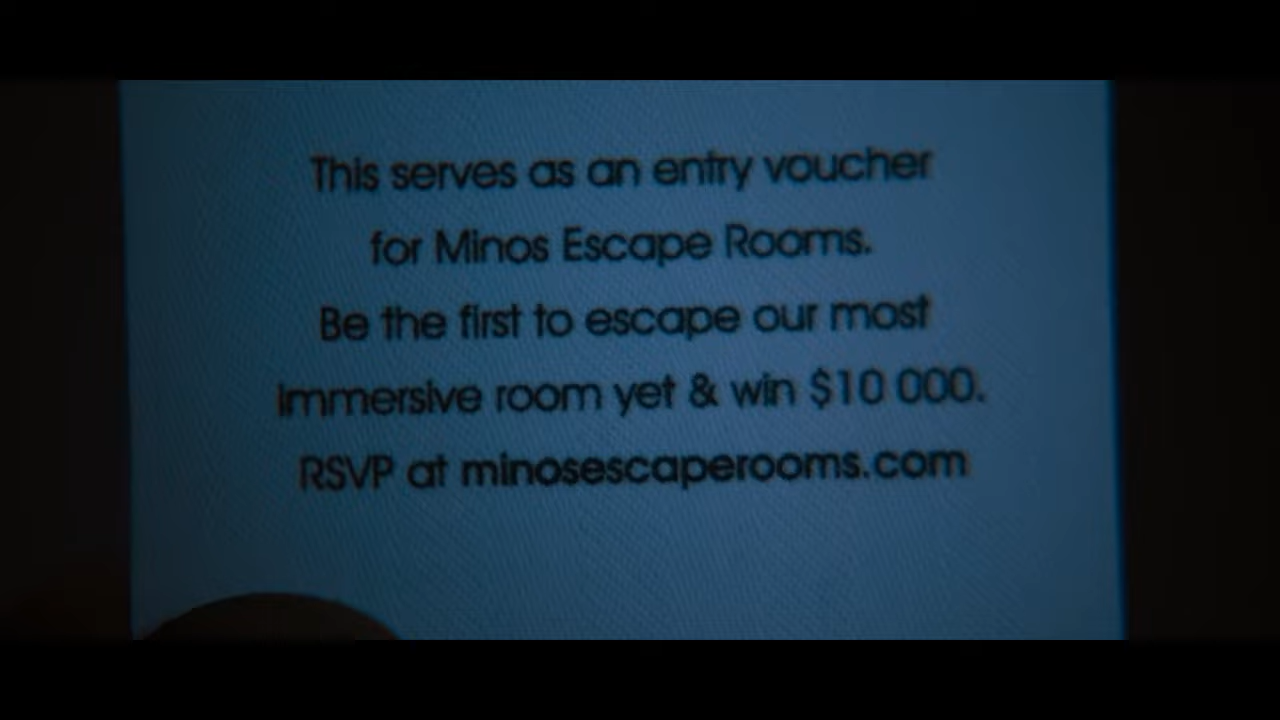 This serves as an entry voucher
for Minos Escape Rooms.
Be the first to escape our most
immersive room yet & win $10 000.
RSVP at minosescaperooms.com